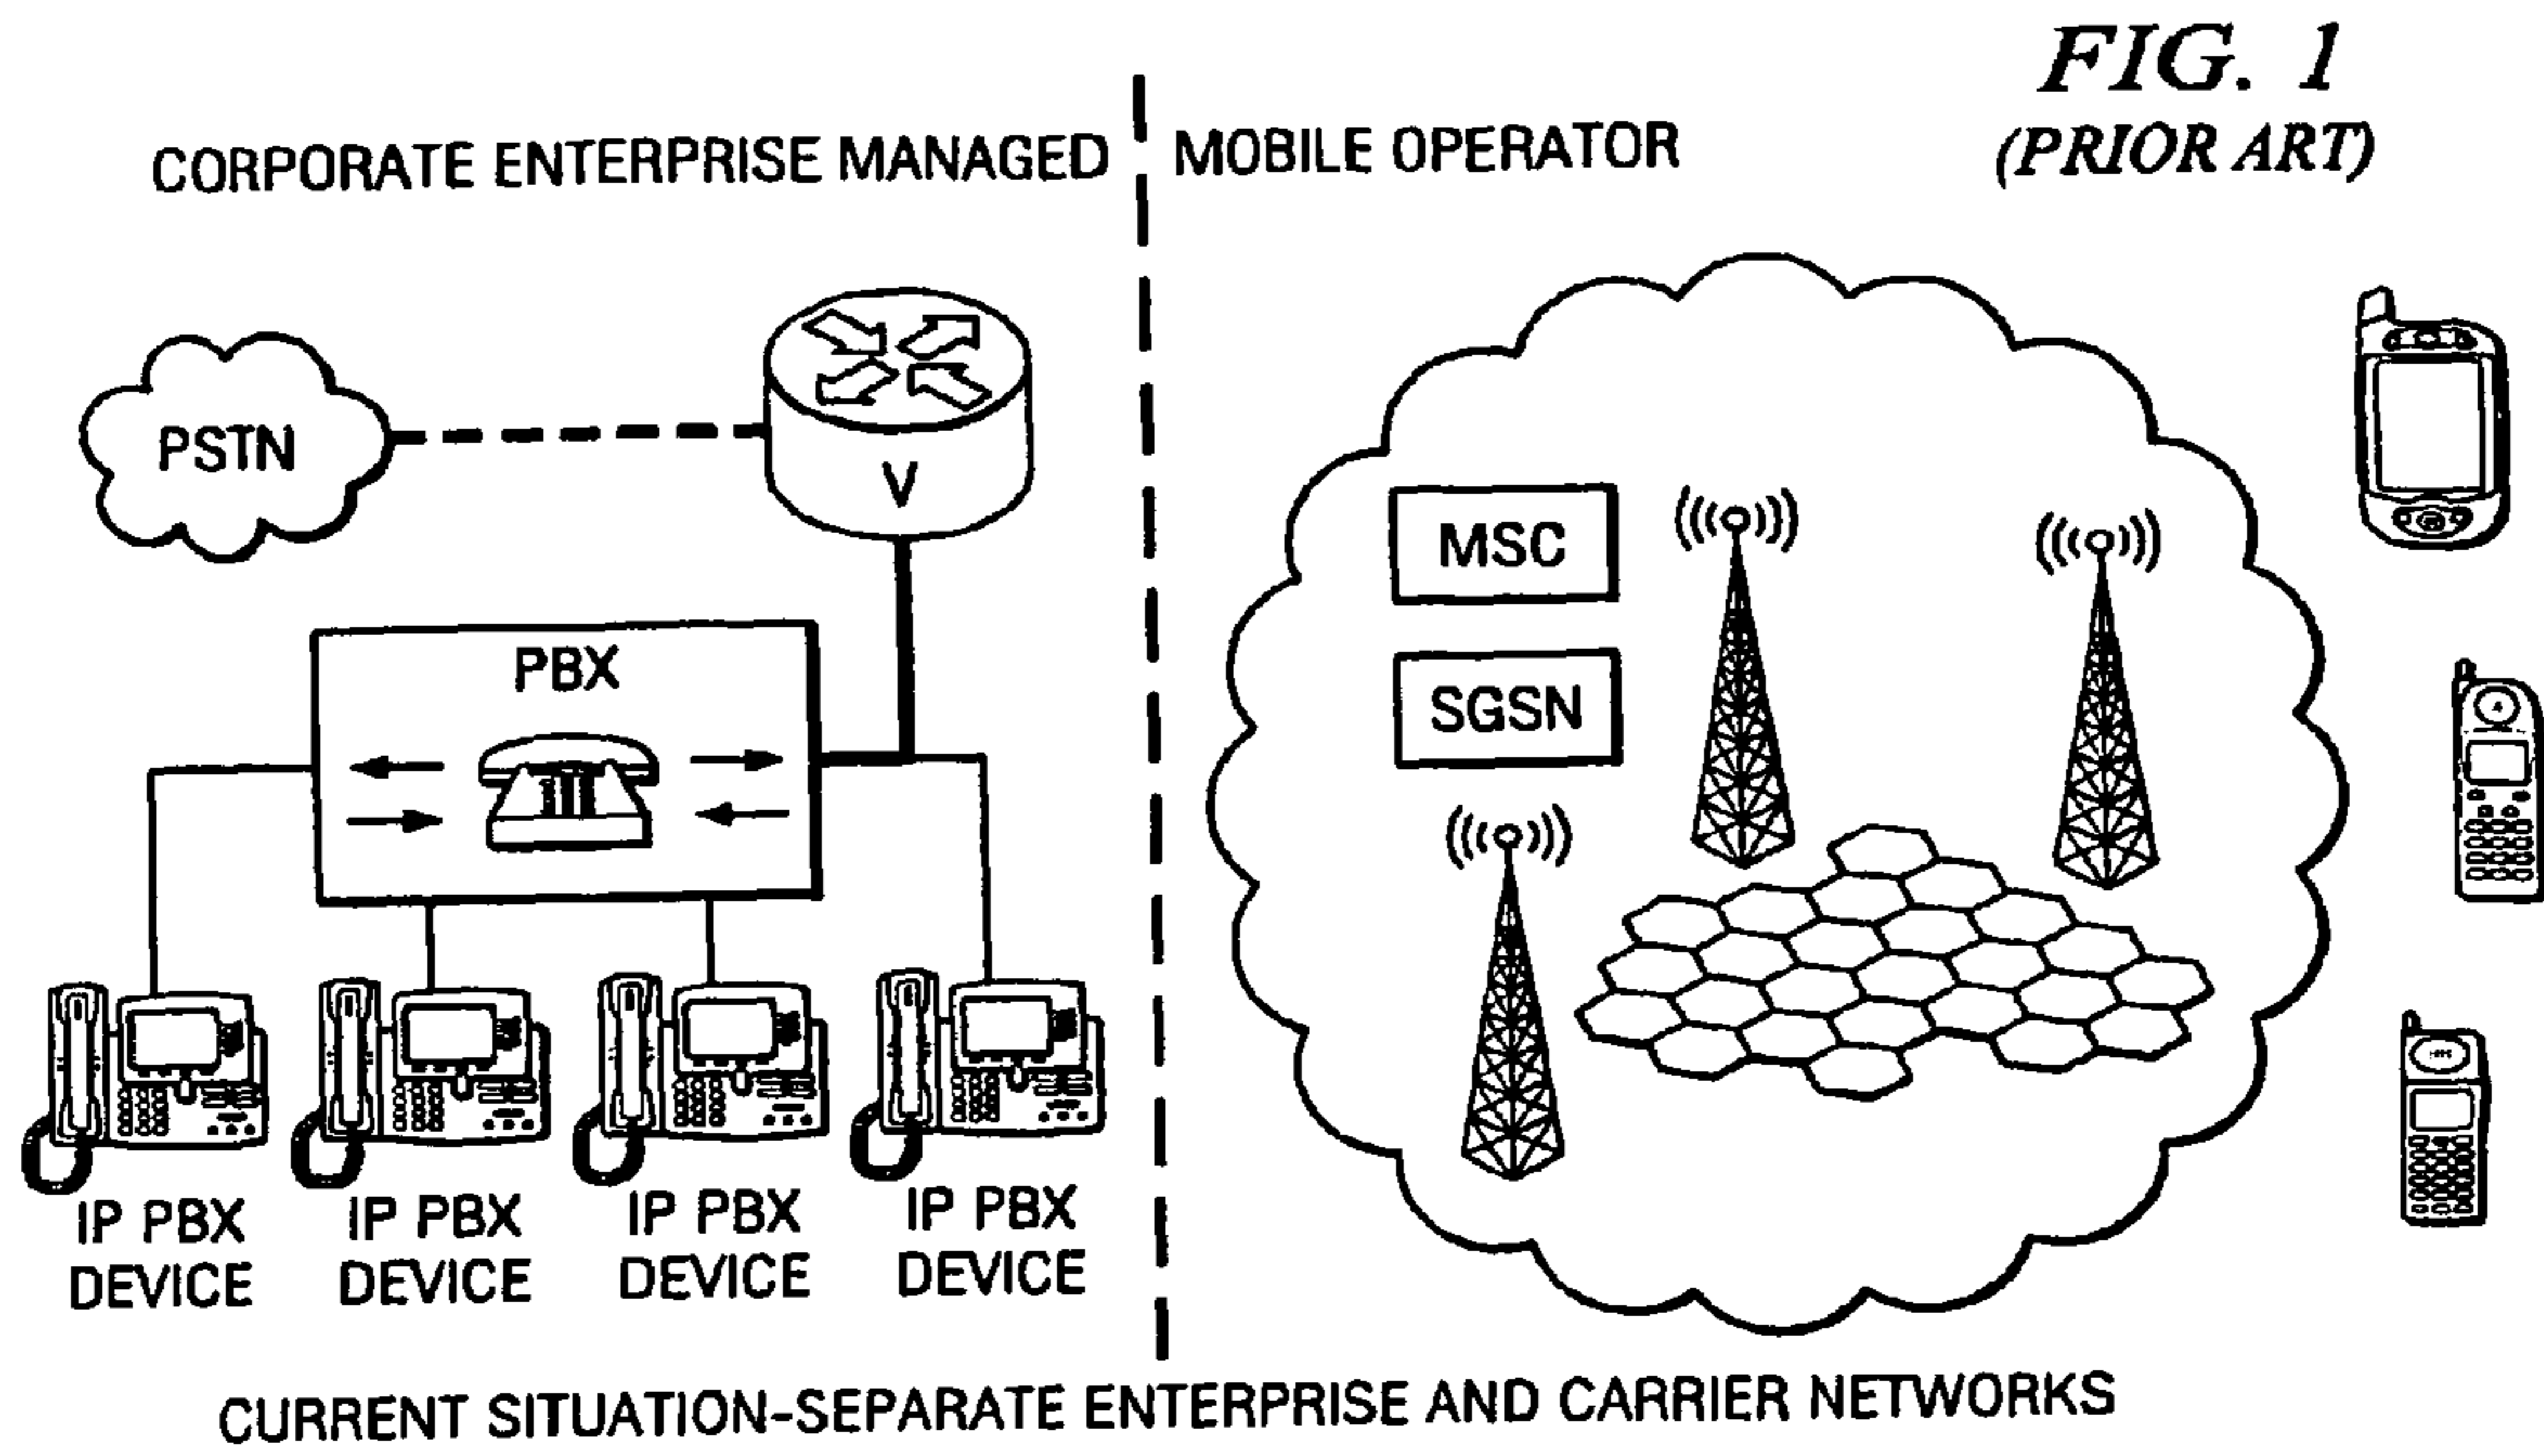 FIG. 1
(PRIOR ART)
CORPORATE ENTERPRISE MANAGED
MOBILE OPERATOR
PSTN
V
MSC
PBX
SGSN
IP PBX
DEVICE
IP PBX
DEVICE
IP PBX
DEVICE
IP PBX
DEVICE
CURRENT SITUATION-SEPARATE ENTERPRISE AND CARRIER NETWORKS